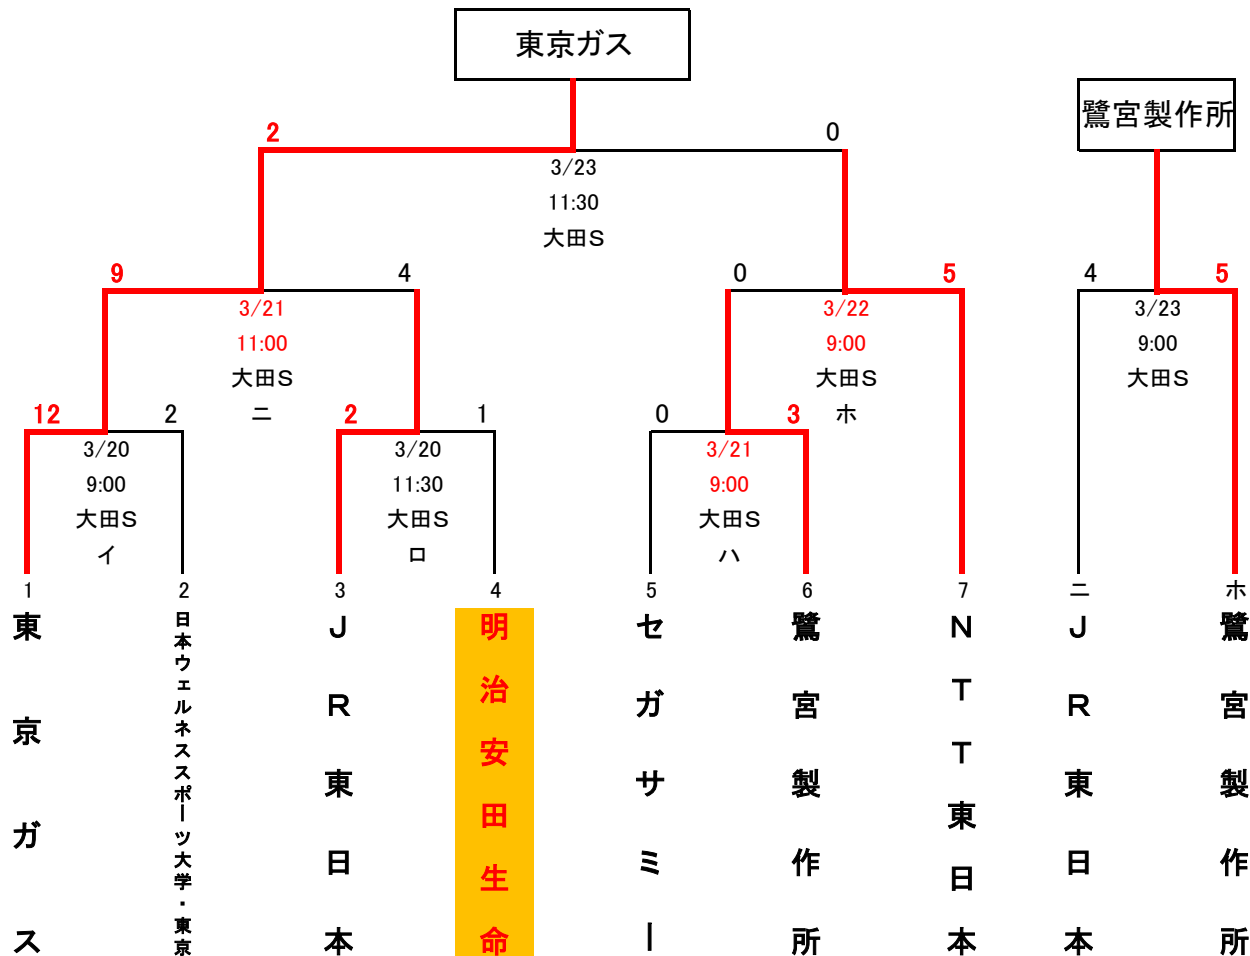 東京ガス
鷺宮製作所
2
0
3/23
11:30
大田S
9
4
0
5
4
5
3/21
11:00
大田S
ニ
3/22
9:00
大田S
ホ
3/23
9:00
大田S
12
2
2
1
0
3
3/20
9:00
大田S
イ
3/20
11:30
大田S
ロ
3/21
9:00
大田S
ハ
1
2
3
4
5
6
7
ニ
ホ
東京ガス
日本ウェルネススポーツ大学・東京
JR東日本
明治安田生命
セガサミー
鷺宮製作所
NTT東日本
JR東日本
鷺宮製作所